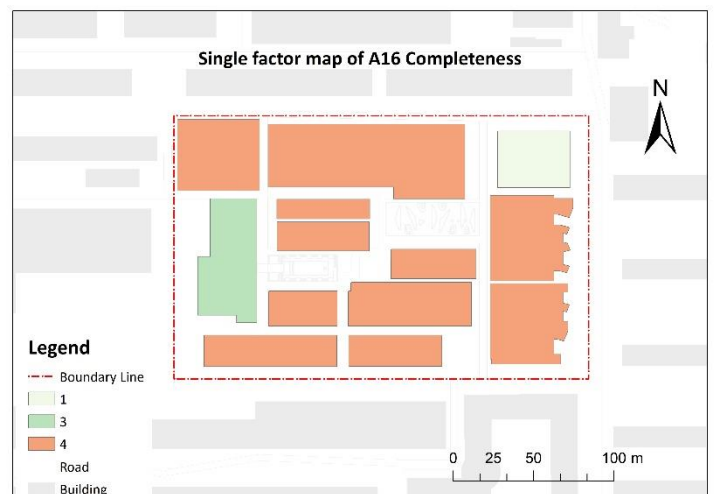 Single factor map of A16 Completeness
N
Legend
Boundary Line
1
3
4
Road
Building
0 25 50 100 m